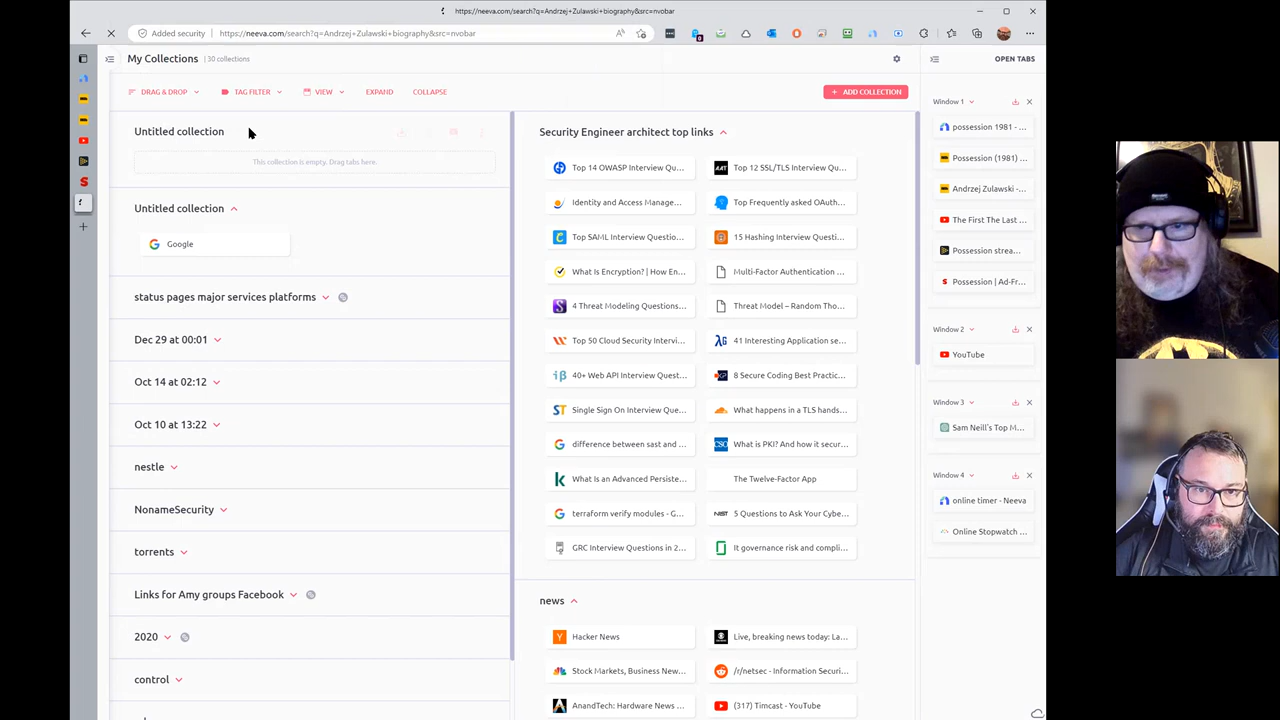 https://neeva.com/search?q=Andrzej+Zulawski+biography&src=nvobar
Added security
https://neeva.com/search?q=Andrzej+Zulawski+biography&src=nvobar
My Collections | 30 collections
OPEN TABS
DRAG & DROP
TAG FILTER
VIEW
EXPAND
COLLAPSE
+ ADD COLLECTION
Untitled collection
This collection is empty. Drag tabs here.
Untitled collection
Google
status pages major services platforms
Dec 29 at 00:01
Oct 14 at 02:12
Oct 10 at 13:22
nestle
NonameSecurity
torrents
Links for Amy groups Facebook
2020
control
Security Engineer architect top links
Top 14 OWASP Interview Qu...
Top 12 SSL/TLS Interview Qu...
Identity and Access Manage...
Top Frequently asked OAuth...
Top SAML Interview Questio...
15 Hashing Interview Questi...
What Is Encryption? | How En...
Multi-Factor Authentication ...
4 Threat Modeling Questions...
Threat Model – Random Tho...
Top 50 Cloud Security Intervi...
41 Interesting Application se...
40+ Web API Interview Quest...
8 Secure Coding Best Practic...
Single Sign On Interview Que...
What happens in a TLS hands...
difference between sast and ...
What is PKI? And how it secur...
What Is an Advanced Persiste...
The Twelve-Factor App
terraform verify modules - G...
5 Questions to Ask Your Cybe...
GRC Interview Questions in 2...
It governance risk and compli...
news
Hacker News
Live, breaking news today: La...
Stock Markets, Business New...
/r/netsec - Information Securi...
AnandTech: Hardware News ...
(317) Timcast - YouTube
Window 1
possession 1981 - ...
Possession (1981) ...
Andrzej Zulawski -...
The First The Last ...
Possession strea...
Possession | Ad-Fr...
Window 2
YouTube
Window 3
Sam Neill's Top M...
Window 4
online timer - Neeva
Online Stopwatch ...